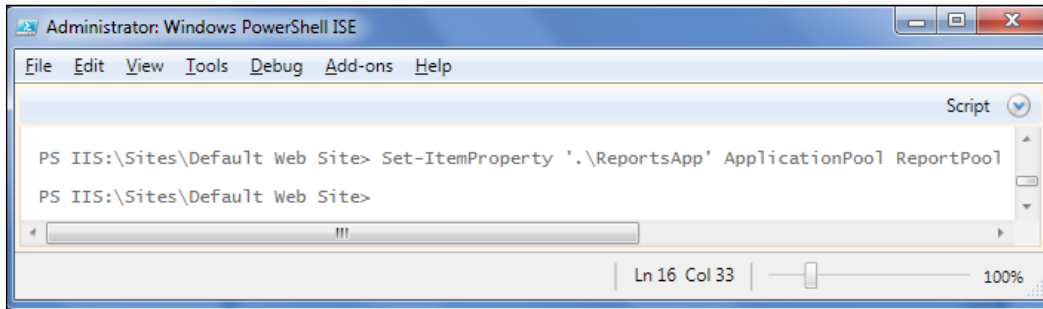 Administrator: Windows PowerShell ISE
File Edit View Tools Debug Add-ons Help
Script
PS IIS:\Sites\Default Web Site> Set-ItemProperty '.\ReportsApp' ApplicationPool ReportPool
PS IIS:\Sites\Default Web Site>
Ln 16 Col 33 100%